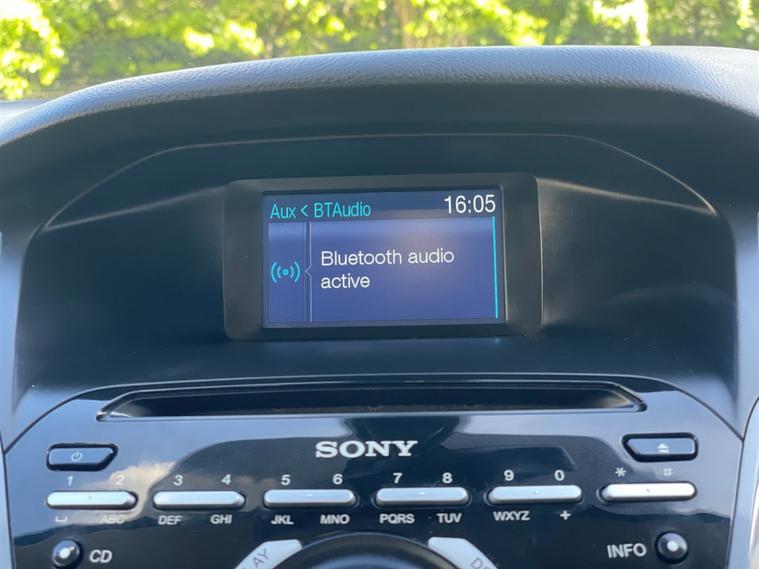 Aux < BTAudio 16:05
Bluetooth audio
active
SONY
1 2 3 4 5 6 7 8 9 0 * #
ABC DEF GHI JKL MNO PQRS TUV WXYZ +
CD INFO